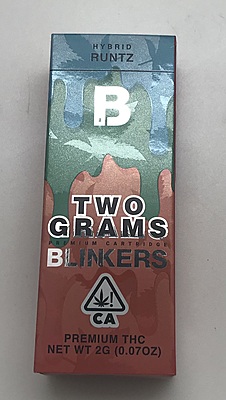 HYBRID
RUNTZ
B
TWO
GRAMS
PREMIUM CARTRIDGE
BLINKERS
CA
PREMIUM THC
NET WT 2G (0.07OZ)